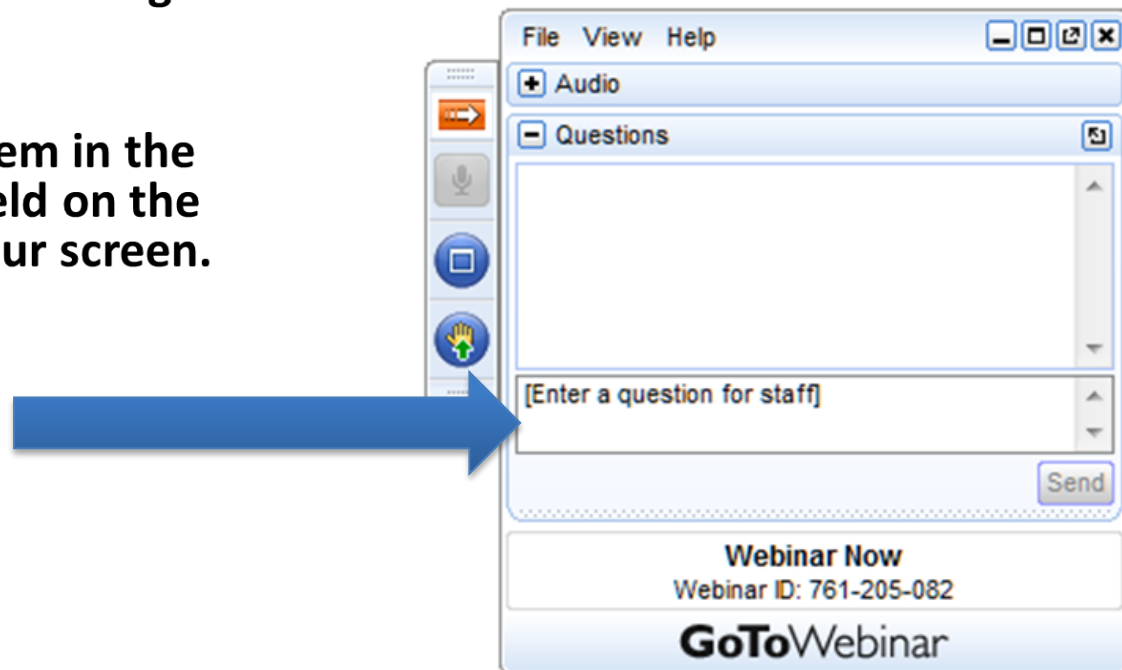 em in the
eld on the
ur screen.
File View Help
Audio
Questions
[Enter a question for staff]
Send
Webinar Now
Webinar ID: 761-205-082
GoToWebinar